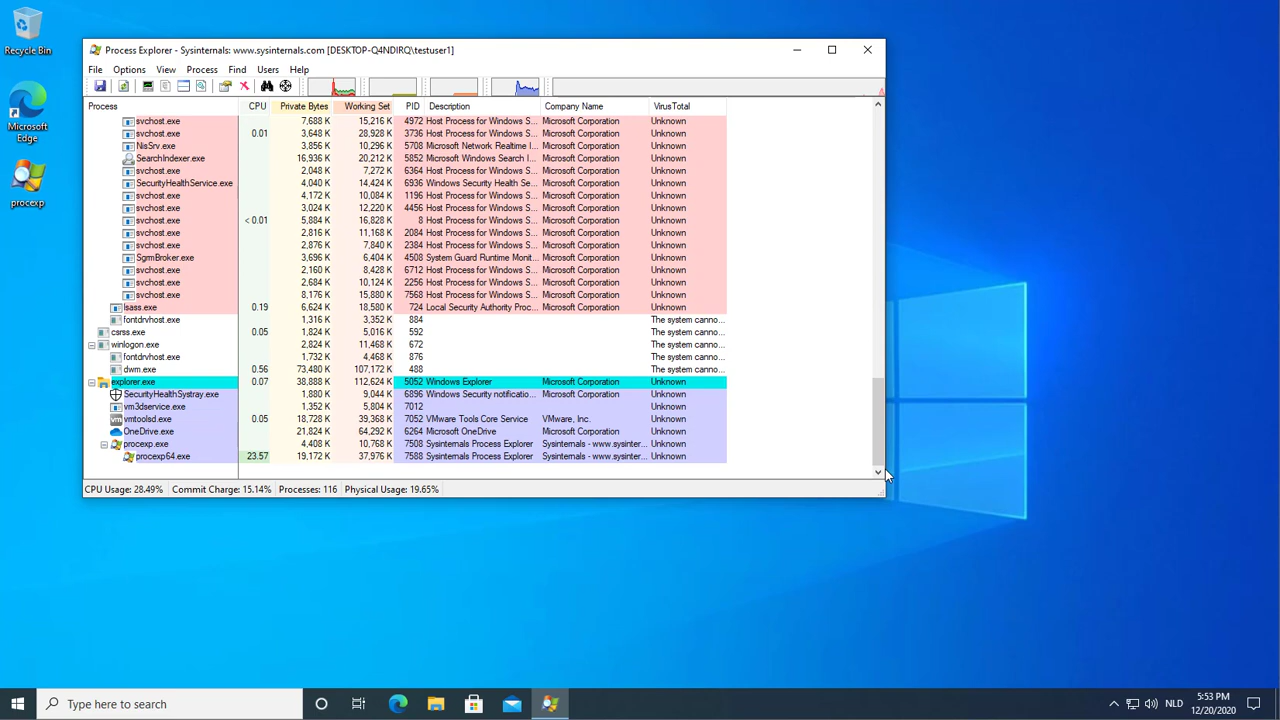 Recycle Bin
Microsoft Edge
procexp
Process Explorer - Sysinternals: www.sysinternals.com [DESKTOP-Q4NDIRQ\testuser1]
File Options View Process Find Users Help
Process CPU Private Bytes Working Set PID Description Company Name VirusTotal
svchost.exe 7,688 K 15,216 K 4972 Host Process for Windows S... Microsoft Corporation Unknown
svchost.exe 0.01 3,648 K 28,928 K 3736 Host Process for Windows S... Microsoft Corporation Unknown
NisSrv.exe 3,856 K 10,296 K 5708 Microsoft Network Realtime I... Microsoft Corporation Unknown
SearchIndexer.exe 16,936 K 20,212 K 5852 Microsoft Windows Search I... Microsoft Corporation Unknown
svchost.exe 2,048 K 7,272 K 6364 Host Process for Windows S... Microsoft Corporation Unknown
SecurityHealthService.exe 4,040 K 14,424 K 6936 Windows Security Health Se... Microsoft Corporation Unknown
svchost.exe 4,172 K 10,084 K 1196 Host Process for Windows S... Microsoft Corporation Unknown
svchost.exe 3,024 K 12,220 K 4456 Host Process for Windows S... Microsoft Corporation Unknown
svchost.exe < 0.01 5,884 K 16,828 K 8 Host Process for Windows S... Microsoft Corporation Unknown
svchost.exe 2,816 K 11,168 K 2084 Host Process for Windows S... Microsoft Corporation Unknown
svchost.exe 2,876 K 7,840 K 2384 Host Process for Windows S... Microsoft Corporation Unknown
SgrmBroker.exe 3,696 K 6,404 K 4508 System Guard Runtime Monit... Microsoft Corporation Unknown
svchost.exe 2,160 K 8,428 K 6712 Host Process for Windows S... Microsoft Corporation Unknown
svchost.exe 2,684 K 10,124 K 2256 Host Process for Windows S... Microsoft Corporation Unknown
svchost.exe 8,176 K 15,880 K 7568 Host Process for Windows S... Microsoft Corporation Unknown
lsass.exe 0.19 6,624 K 18,580 K 724 Local Security Authority Proc... Microsoft Corporation Unknown
fontdrvhost.exe 1,316 K 3,352 K 884 The system canno...
csrss.exe 0.05 1,824 K 5,016 K 592 The system canno...
winlogon.exe 2,824 K 11,468 K 672 The system canno...
fontdrvhost.exe 1,732 K 4,468 K 876 The system canno...
dwm.exe 0.56 73,480 K 107,172 K 488 The system canno...
explorer.exe 0.07 38,888 K 112,624 K 5052 Windows Explorer Microsoft Corporation Unknown
SecurityHealthSystray.exe 1,880 K 9,044 K 6896 Windows Security notificatio... Microsoft Corporation Unknown
vm3dservice.exe 1,352 K 5,804 K 7012 Unknown
vmtoolsd.exe 0.05 18,728 K 39,368 K 7052 VMware Tools Core Service VMware, Inc. Unknown
OneDrive.exe 21,824 K 64,292 K 6264 Microsoft OneDrive Microsoft Corporation Unknown
procexp.exe 4,408 K 10,768 K 7508 Sysinternals Process Explorer Sysinternals - www.sysinter... Unknown
procexp64.exe 23.57 19,172 K 37,976 K 7588 Sysinternals Process Explorer Sysinternals - www.sysinter... Unknown
CPU Usage: 28.49% Commit Charge: 15.14% Processes: 116 Physical Usage: 19.65%
Type here to search
NLD
5:53 PM
12/20/2020